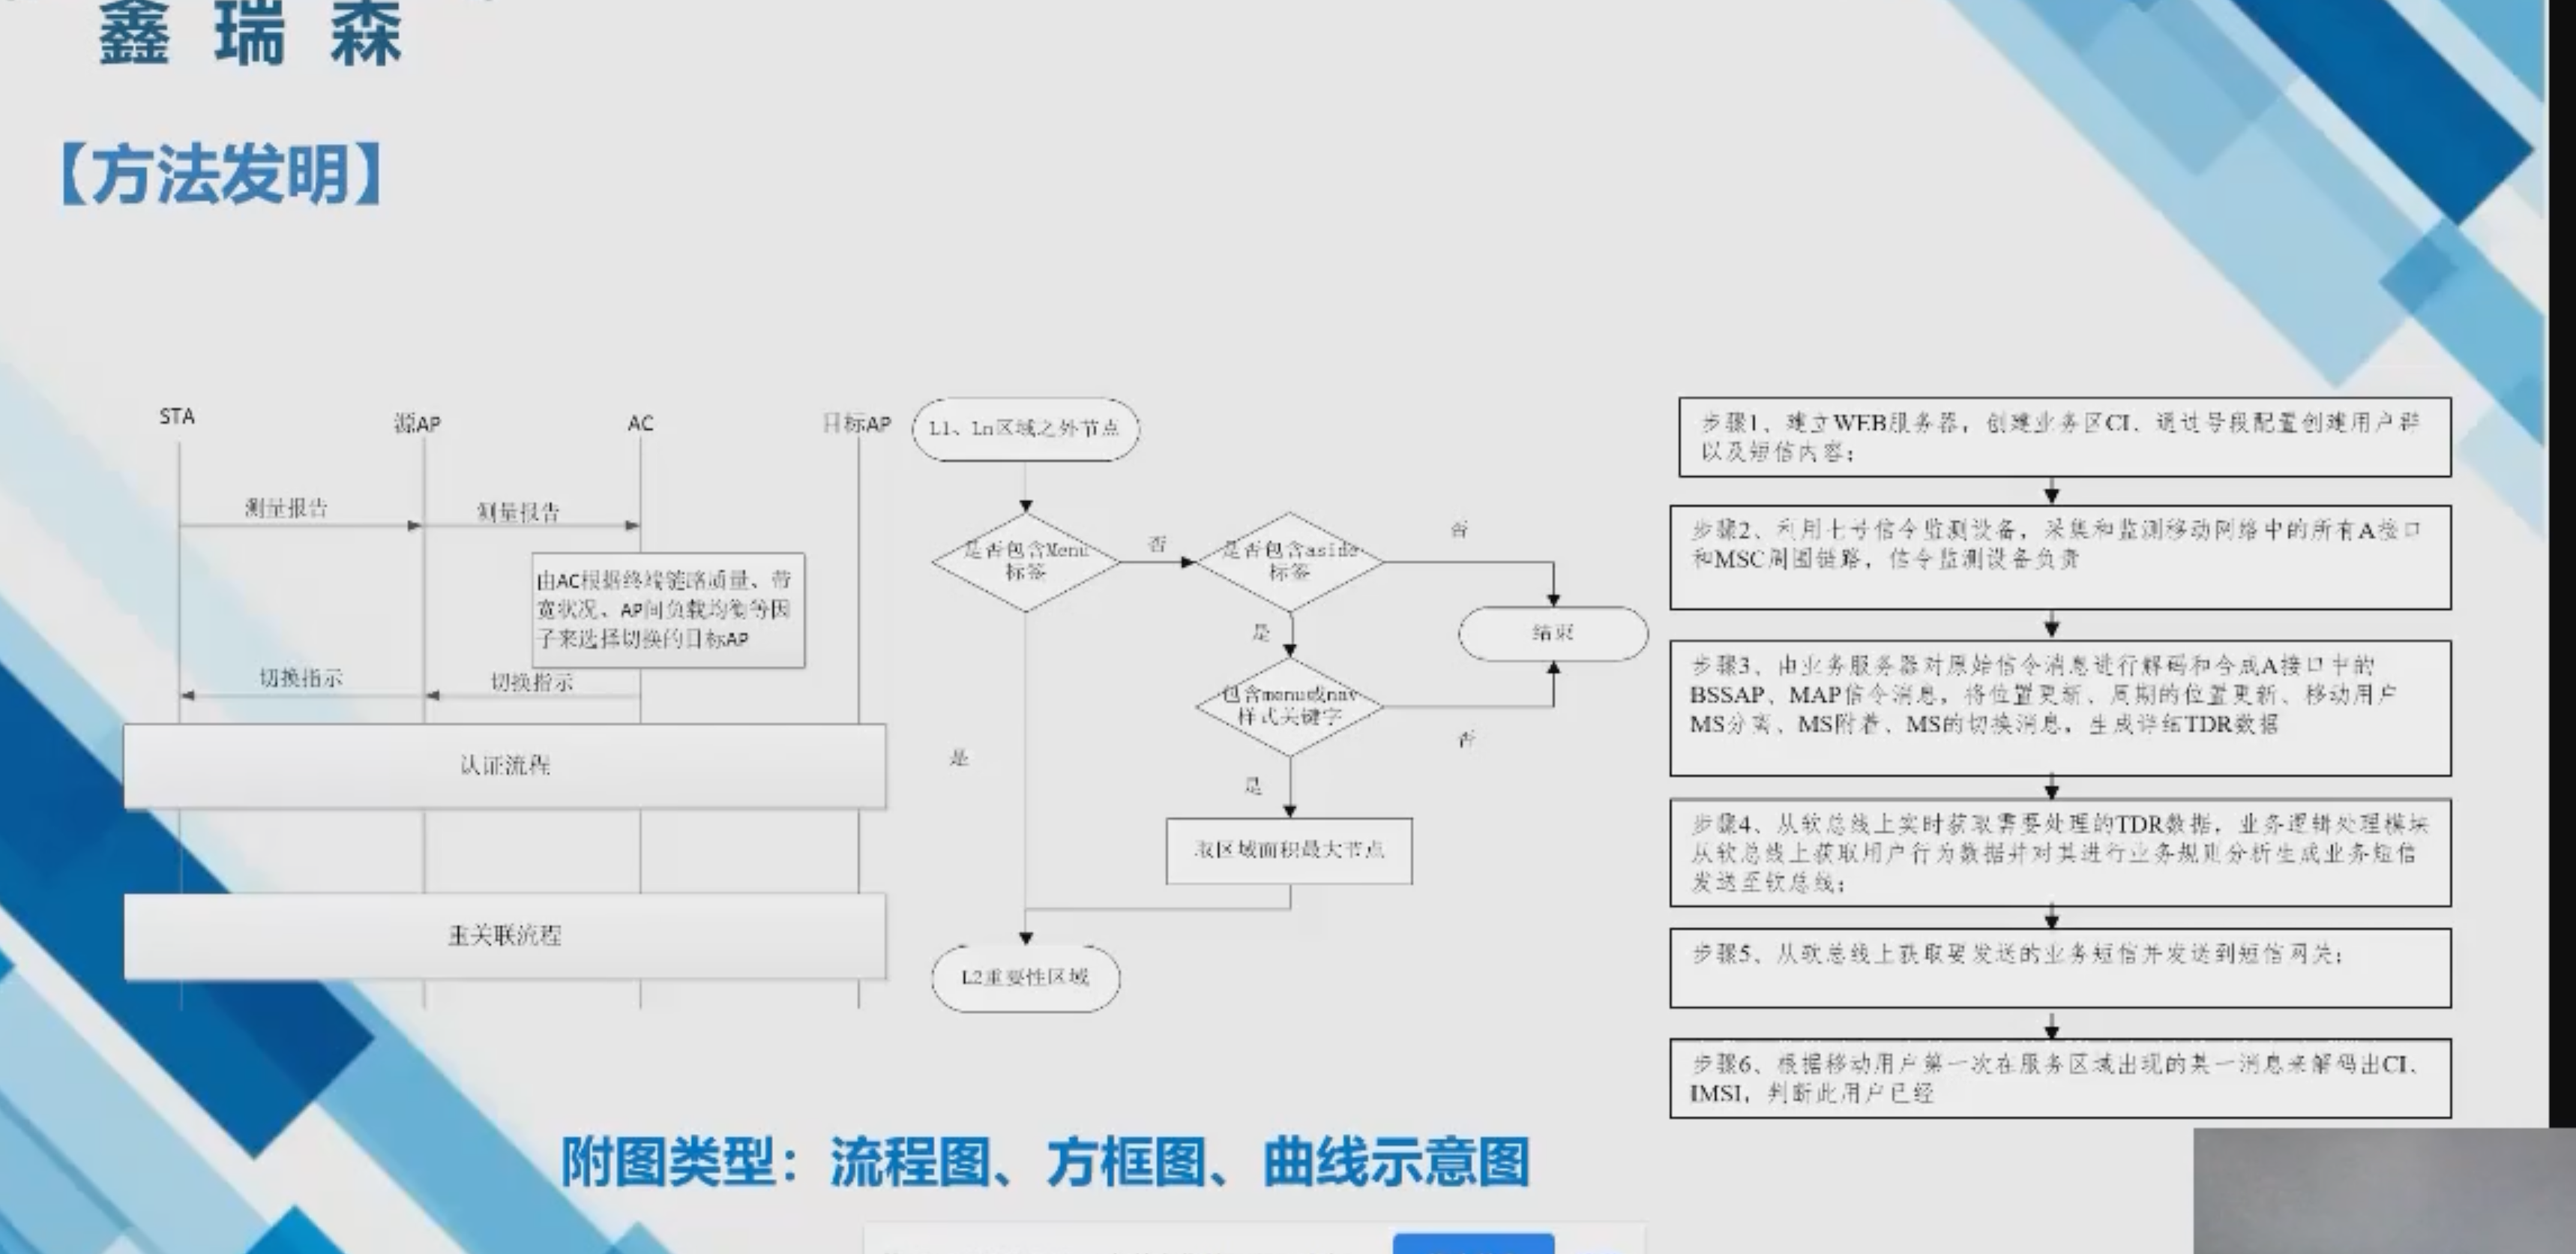 鑫瑞森
【方法发明】
STA
源AP
AC
目标AP
测量报告
测量报告
由AC根据终端链路质量、带
宽状况、AP间负载均衡等因
子来选择切换的目标AP
切换指示
切换指示
认证流程
重关联流程
L1、Ln区域之外节点
是否包含Menu
标签
否
是否包含aside
标签
否
结束
是
包含menu或nav
样式关键字
否
是
是
取区域面积最大节点
L2重要性区域
步骤1、建立WEB服务器，创建业务区CI、通过号段配置创建用户群
以及短信内容；
步骤2、利用七号信令监测设备，采集和监测移动网络中的所有A接口
和MSC周围链路，信令监测设备负责
步骤3、由业务服务器对原始信令消息进行解码和合成A接口中的
BSSAP、MAP信令消息，将位置更新、周期的位置更新、移动用户
MS分离、MS附着、MS的切换消息，生成详细TDR数据
步骤4、从软总线上实时获取需要处理的TDR数据，业务逻辑处理模块
从软总线上获取用户行为数据并对其进行业务规则分析生成业务短信
发送至软总线；
步骤5、从软总线上获取要发送的业务短信并发送到短信网关；
步骤6、根据移动用户第一次在服务区域出现的某一消息来解码出CI、
IMSI，判断此用户已经
附图类型：流程图、方框图、曲线示意图